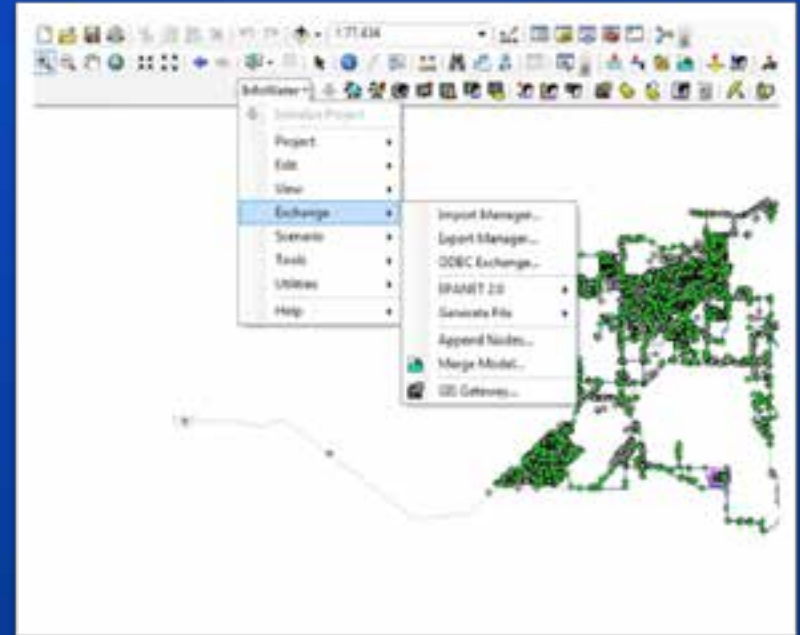 1:77,434
InfoWater
Initialize Project
Project
Edit
View
Exchange
Scenario
Tools
Utilities
Help
Import Manager...
Export Manager...
ODBC Exchange...
EPANET 2.0
Generate File
Append Nodes...
Merge Model...
GIS Gateway...